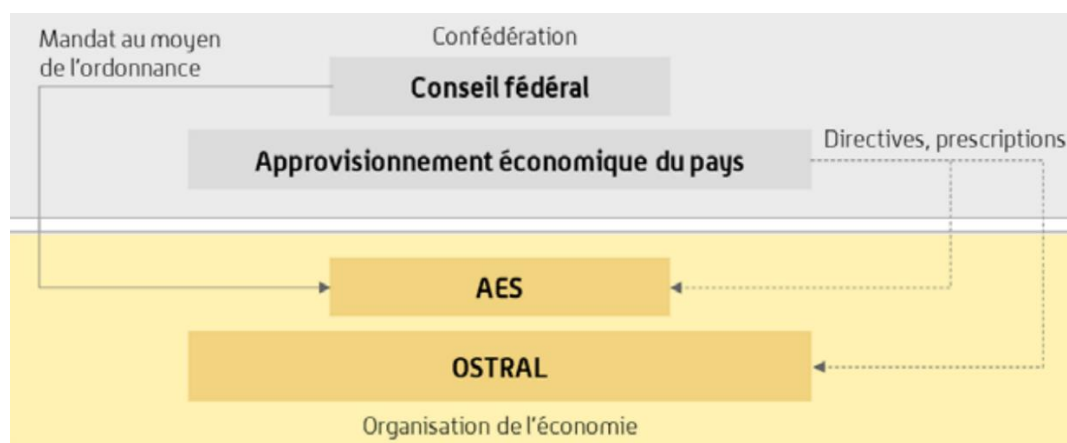 Mandat au moyen
de l'ordonnance
Confédération
Conseil fédéral
Approvisionnement économique du pays
Directives, prescriptions
AES
OSTRAL
Organisation de l'économie